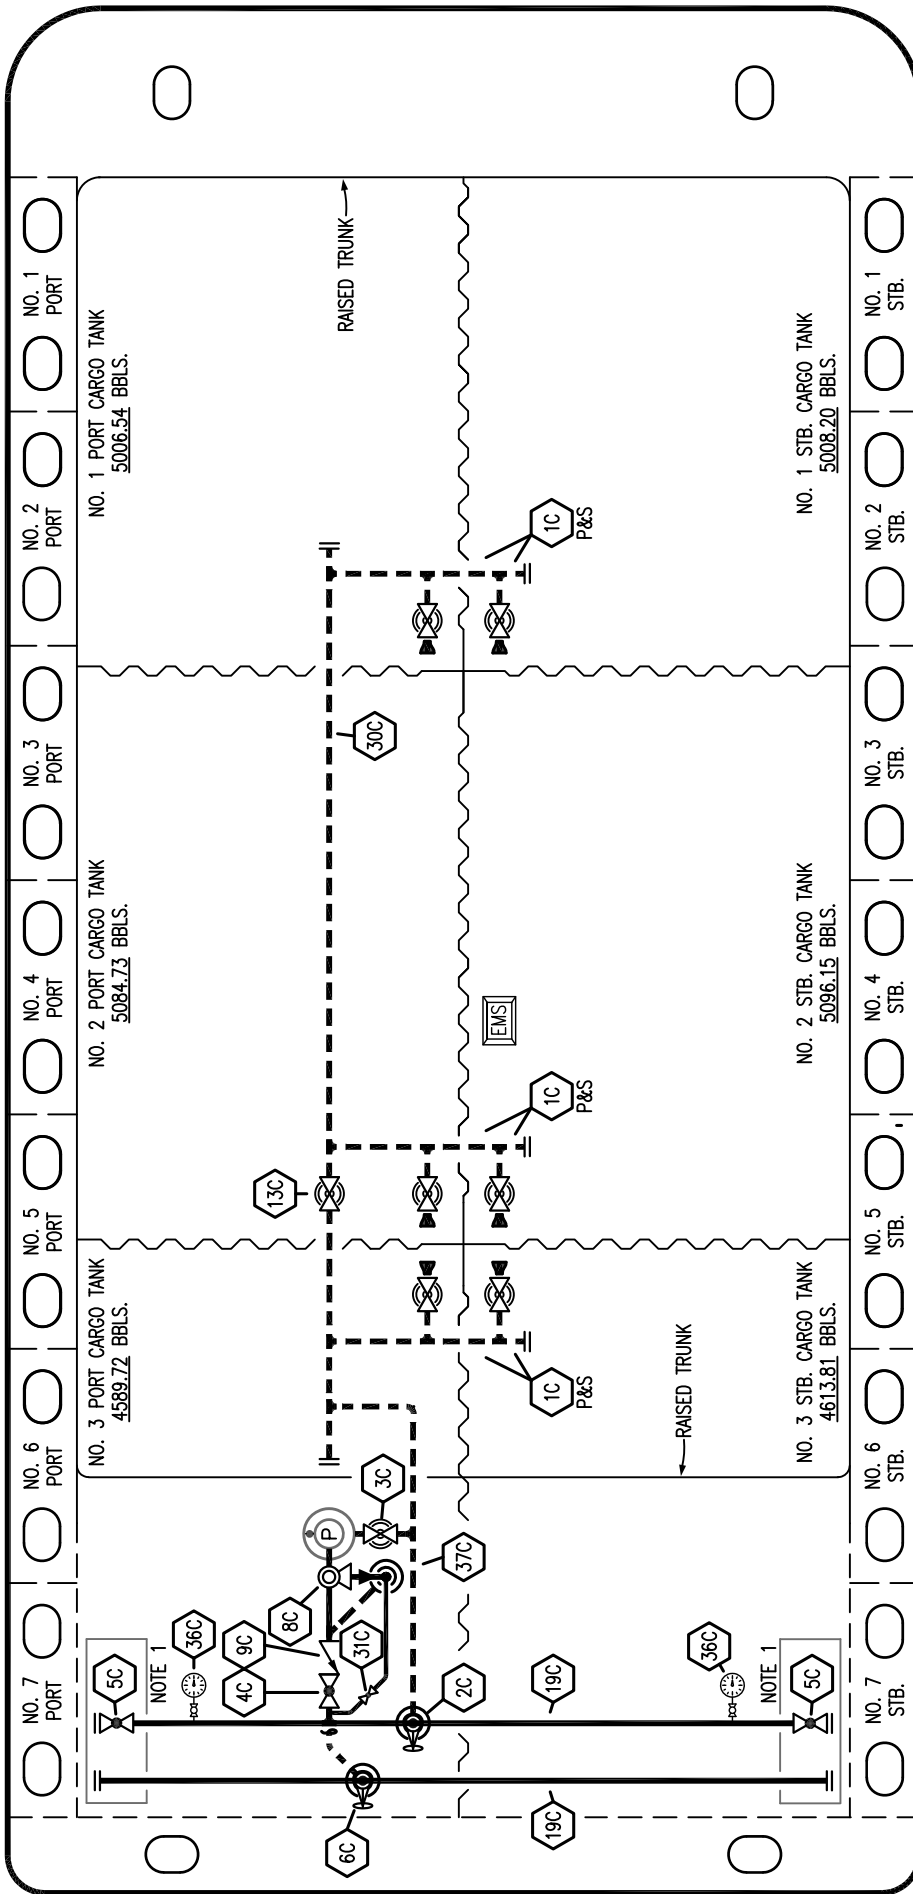 NO. 1
PORT
NO. 2
PORT
NO. 3
PORT
NO. 4
PORT
NO. 5
PORT
NO. 6
PORT
NO. 7
PORT
NO. 1 PORT CARGO TANK
5006.54 BBLS.
NO. 2 PORT CARGO TANK
5084.73 BBLS.
NO. 3 PORT CARGO TANK
4589.72 BBLS.
RAISED TRUNK
30C
13C
1C
P&S
1C
P&S
1C
P&S
EMS
P
3C
37C
8C
9C
4C
31C
2C
6C
36C
NOTE 1
5C
19C
19C
36C
NOTE 1
5C
RAISED TRUNK
NO. 1 STB. CARGO TANK
5008.20 BBLS.
NO. 2 STB. CARGO TANK
5096.15 BBLS.
NO. 3 STB. CARGO TANK
4613.81 BBLS.
NO. 1
STB.
NO. 2
STB.
NO. 3
STB.
NO. 4
STB.
NO. 5
STB.
NO. 6
STB.
NO. 7
STB.